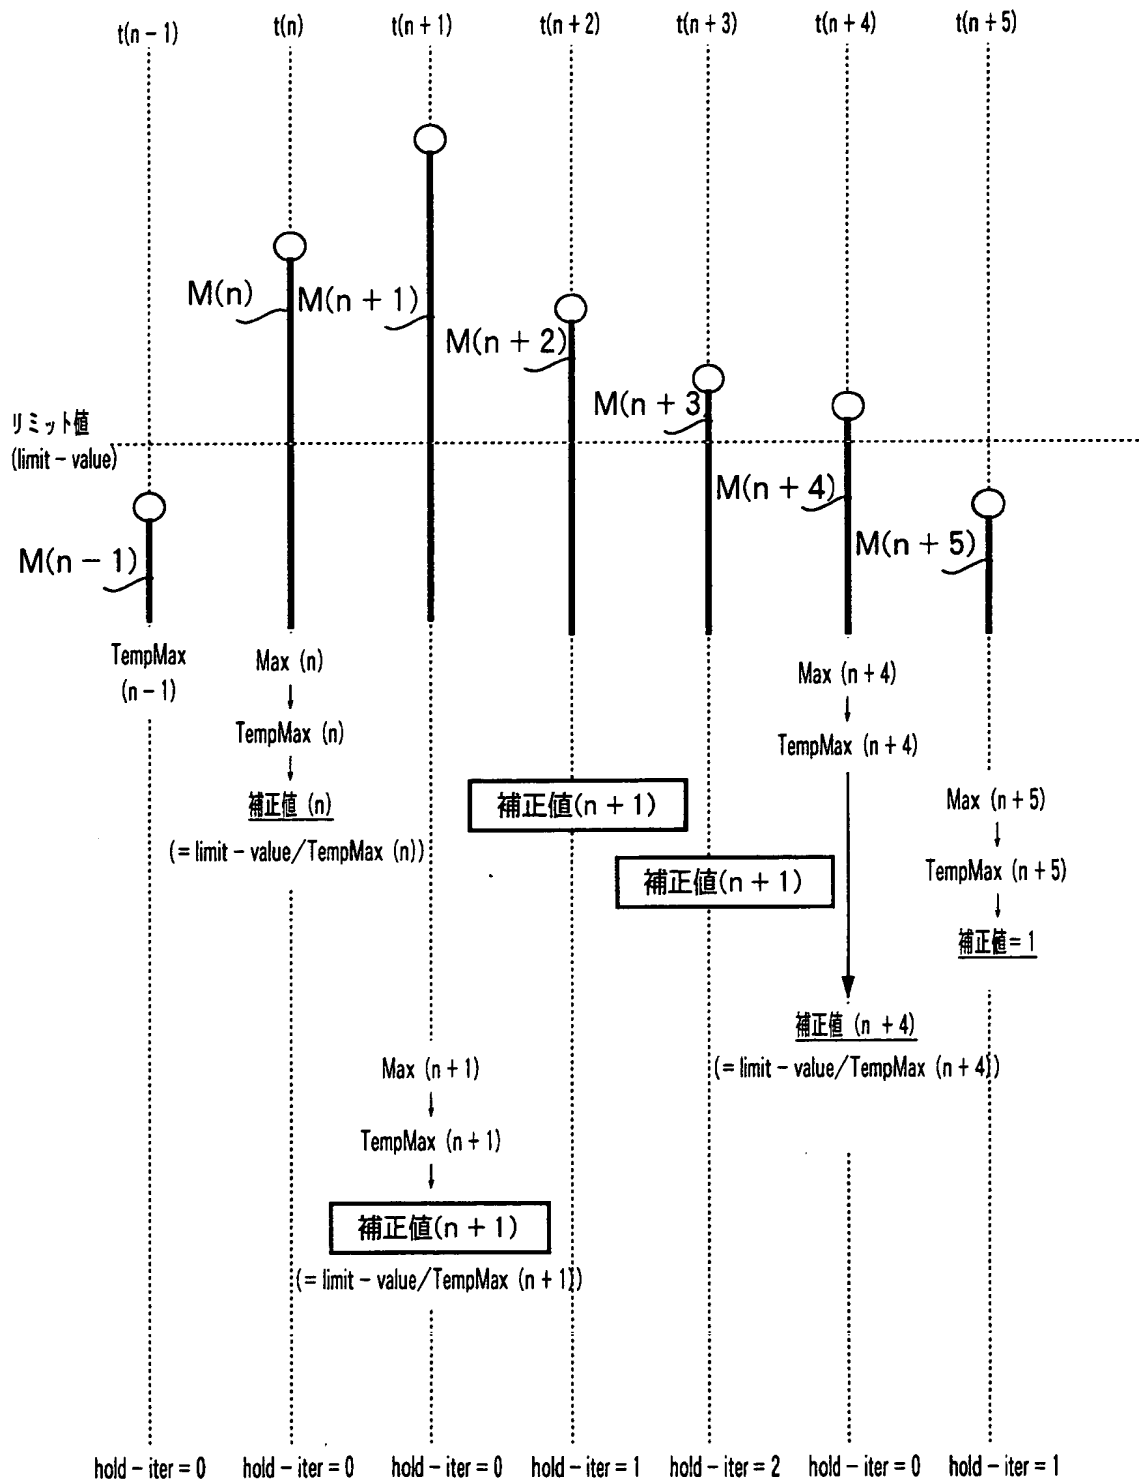 t(n − 1)
t(n)
t(n + 1)
t(n + 2)
t(n + 3)
t(n + 4)
t(n + 5)
M(n)
M(n + 1)
M(n + 2)
M(n + 3
リミット値
(limit − value)
M(n + 4)
M(n + 5)
M(n − 1)
TempMax
(n − 1)
Max (n)
TempMax (n)
補正値 (n)
(= limit − value/TempMax (n))
Max (n + 4)
TempMax (n + 4)
補正値(n + 1)
補正値(n + 1)
Max (n + 5)
TempMax (n + 5)
補正値= 1
補正値 (n + 4)
(= limit − value/TempMax (n + 4))
Max (n + 1)
TempMax (n + 1)
補正値(n + 1)
(= limit − value/TempMax (n + 1))
hold − iter = 0
hold − iter = 0
hold − iter = 0
hold − iter = 1
hold − iter = 2
hold − iter = 0
hold − iter = 1